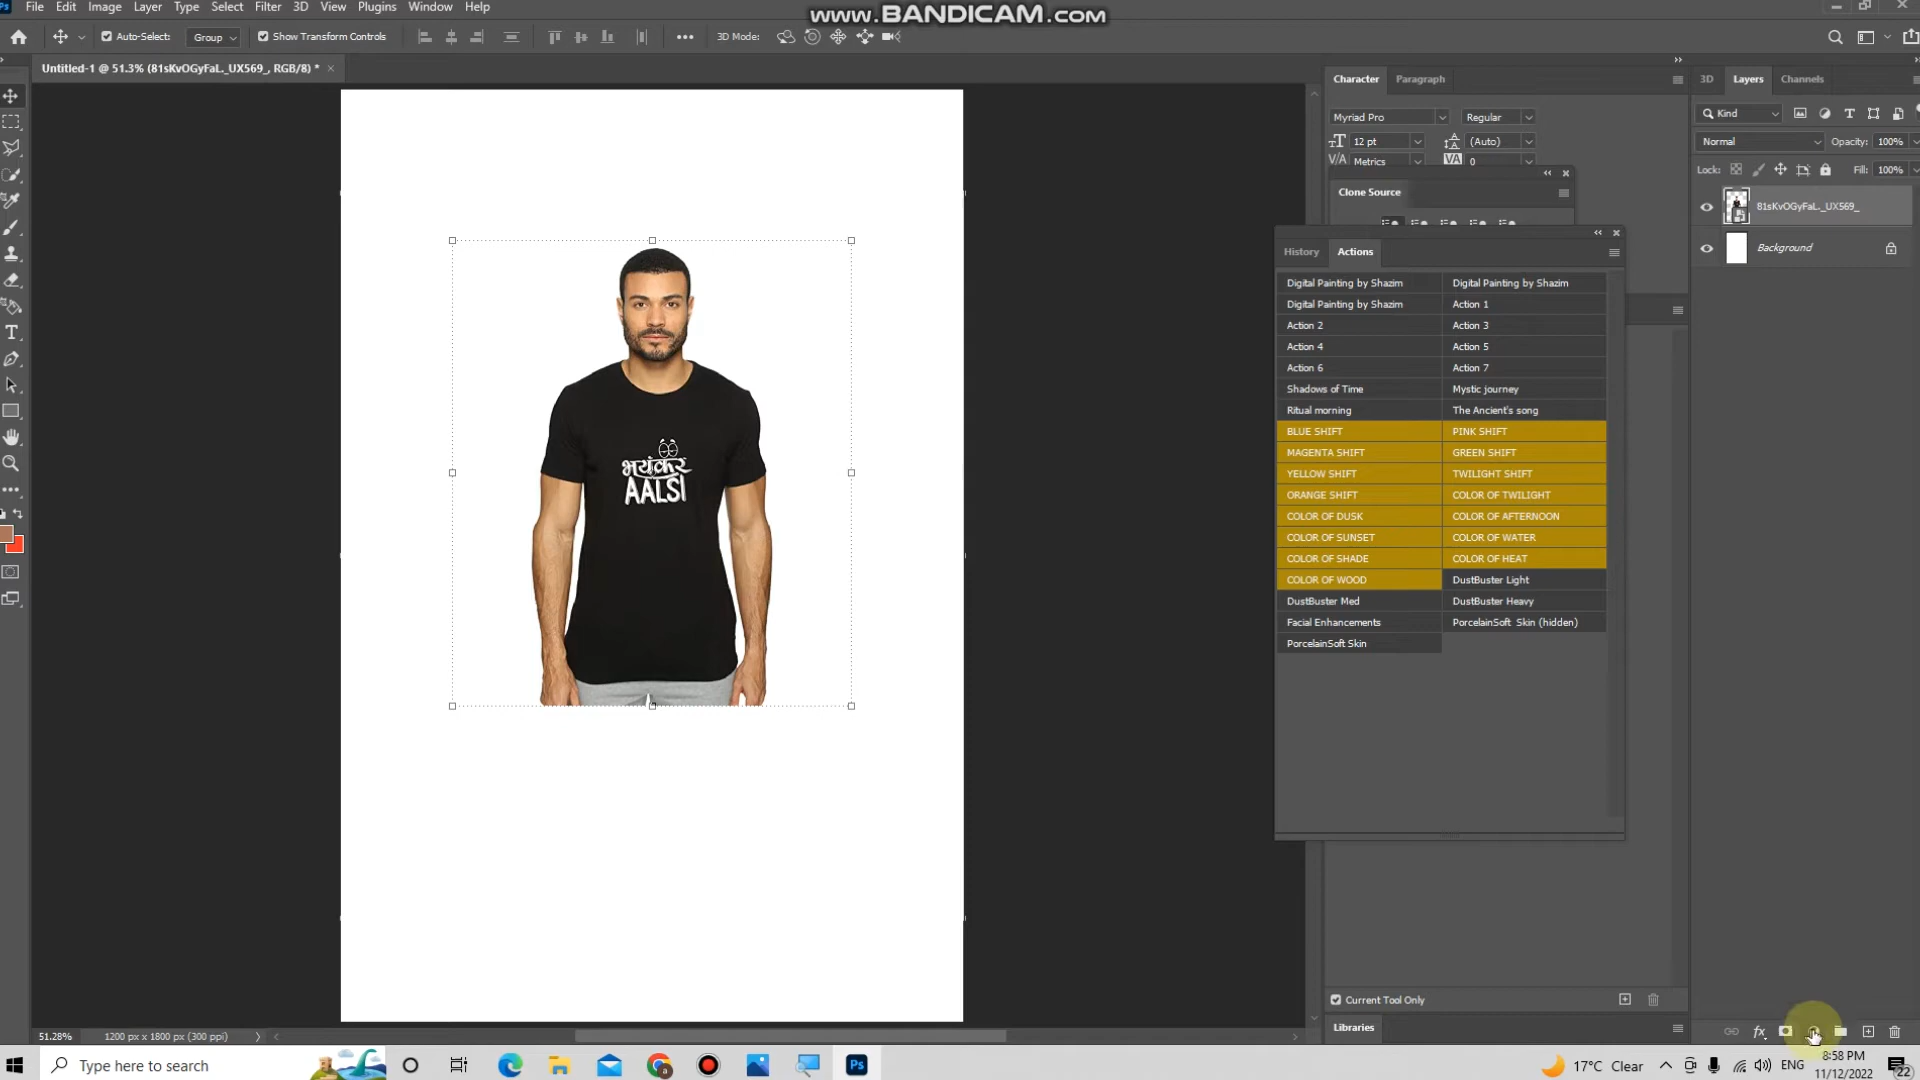 www.BANDICAM.com
Ps File Edit Image Layer Type Select Filter 3D View Plugins Window Help
Auto-Select: Group Show Transform Controls 3D Mode:
Untitled-1 @ 51.3% (81sKvOGyFaL._UX569_, RGB/8) *
Character Paragraph
Myriad Pro Regular
12 pt (Auto)
Metrics 0
Clone Source
History Actions
Digital Painting by Shazim Digital Painting by Shazim
Digital Painting by Shazim Action 1
Action 2 Action 3
Action 4 Action 5
Action 6 Action 7
Shadows of Time Mystic journey
Ritual morning The Ancient's song
BLUE SHIFT PINK SHIFT
MAGENTA SHIFT GREEN SHIFT
YELLOW SHIFT TWILIGHT SHIFT
ORANGE SHIFT COLOR OF TWILIGHT
COLOR OF DUSK COLOR OF AFTERNOON
COLOR OF SUNSET COLOR OF WATER
COLOR OF SHADE COLOR OF HEAT
COLOR OF WOOD DustBuster Light
DustBuster Med DustBuster Heavy
Facial Enhancements PorcelainSoft Skin (hidden)
PorcelainSoft Skin
Current Tool Only
Libraries
3D Layers Channels
Kind
Normal Opacity: 100%
Lock: Fill: 100%
81sKvOGyFaL._UX569_
Background
fx
भयंकर
AALSI
51.28% 1200 px x 1800 px (300 ppi)
Type here to search
Ps
17°C Clear ENG
8:58 PM
11/12/2022
22